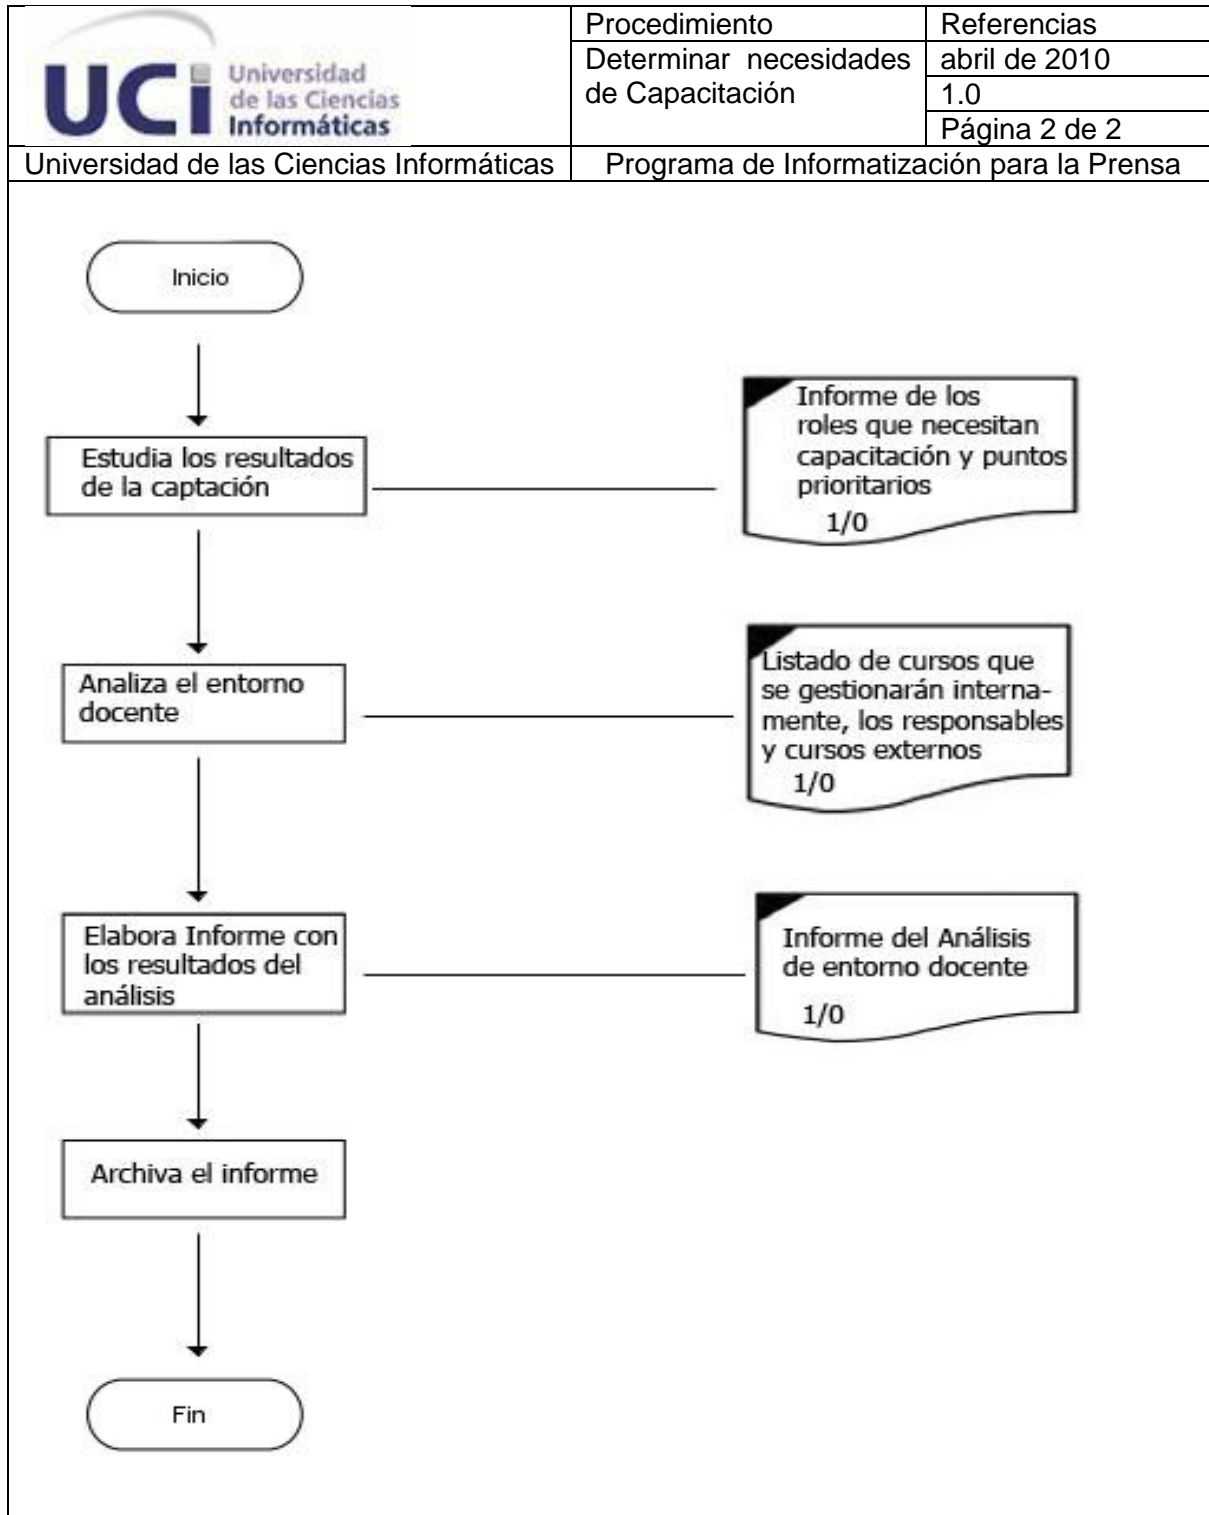 UCi Universidad
de las Ciencias
Informáticas
Procedimiento
Referencias
Determinar necesidades
de Capacitación
abril de 2010
1.0
Página 2 de 2
Universidad de las Ciencias Informáticas
Programa de Informatización para la Prensa
Inicio
Estudia los resultados
de la captación
Informe de los
roles que necesitan
capacitación y puntos
prioritarios
1/0
Analiza el entorno
docente
Listado de cursos que
se gestionarán interna-
mente, los responsables
y cursos externos
1/0
Elabora Informe con
los resultados del
análisis
Informe del Análisis
de entorno docente
1/0
Archiva el informe
Fin